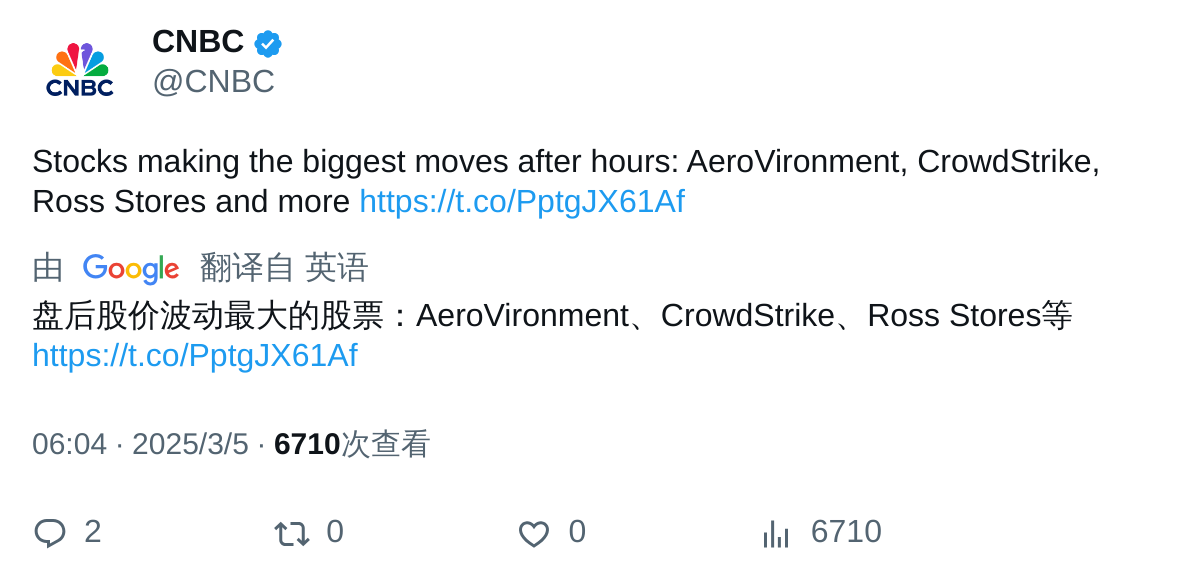 CNBC
CNBC
@CNBC
Stocks making the biggest moves after hours: AeroVironment, CrowdStrike,
Ross Stores and more https://t.co/PptgJX61Af
由 Google 翻译自 英语
盘后股价波动最大的股票：AeroVironment、CrowdStrike、Ross Stores等
https://t.co/PptgJX61Af
06:04 · 2025/3/5 · 6710次查看
2 0 0 6710